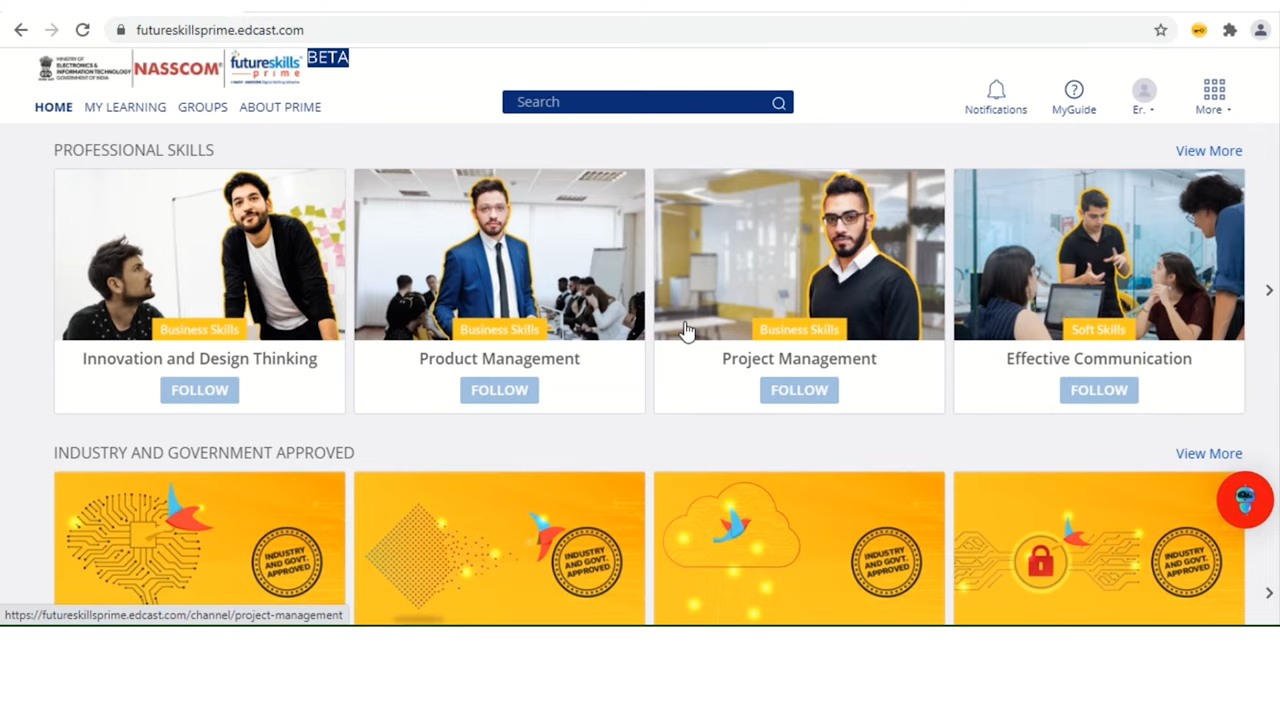 futureskillsprime.edcast.com
MINISTRY OF
ELECTRONICS &
INFORMATION TECHNOLOGY
GOVERNMENT OF INDIA
NASSCOM®
futureskills
prime
BETA
HOME MY LEARNING GROUPS ABOUT PRIME
Search
Notifications
MyGuide
Er.
More
PROFESSIONAL SKILLS
View More
Business Skills
Business Skills
Business Skills
Soft Skills
Innovation and Design Thinking
Product Management
Project Management
Effective Communication
FOLLOW
FOLLOW
FOLLOW
FOLLOW
INDUSTRY AND GOVERNMENT APPROVED
View More
INDUSTRY
AND GOVT.
APPROVED
INDUSTRY
AND GOVT.
APPROVED
INDUSTRY
AND GOVT.
APPROVED
INDUSTRY
AND GOVT.
APPROVED
https://futureskillsprime.edcast.com/channel/project-management